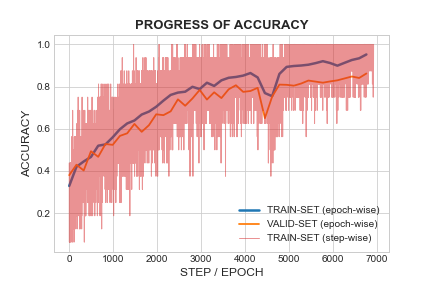 PROGRESS OF ACCURACY
1.0
0.8
0.6
0.4
0.2
ACCURACY
TRAIN-SET (epoch-wise)
VALID-SET (epoch-wise)
TRAIN-SET (step-wise)
0 1000 2000 3000 4000 5000 6000 7000
STEP / EPOCH